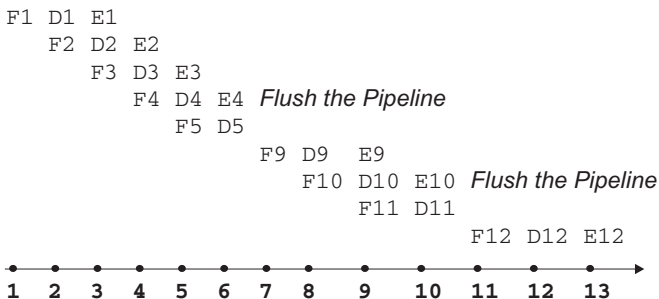 F1 D1 E1
F2 D2 E2
F3 D3 E3
F4 D4 E4 Flush the Pipeline
F5 D5
F9 D9 E9
F10 D10 E10 Flush the Pipeline
F11 D11
F12 D12 E12
1 2 3 4 5 6 7 8 9 10 11 12 13